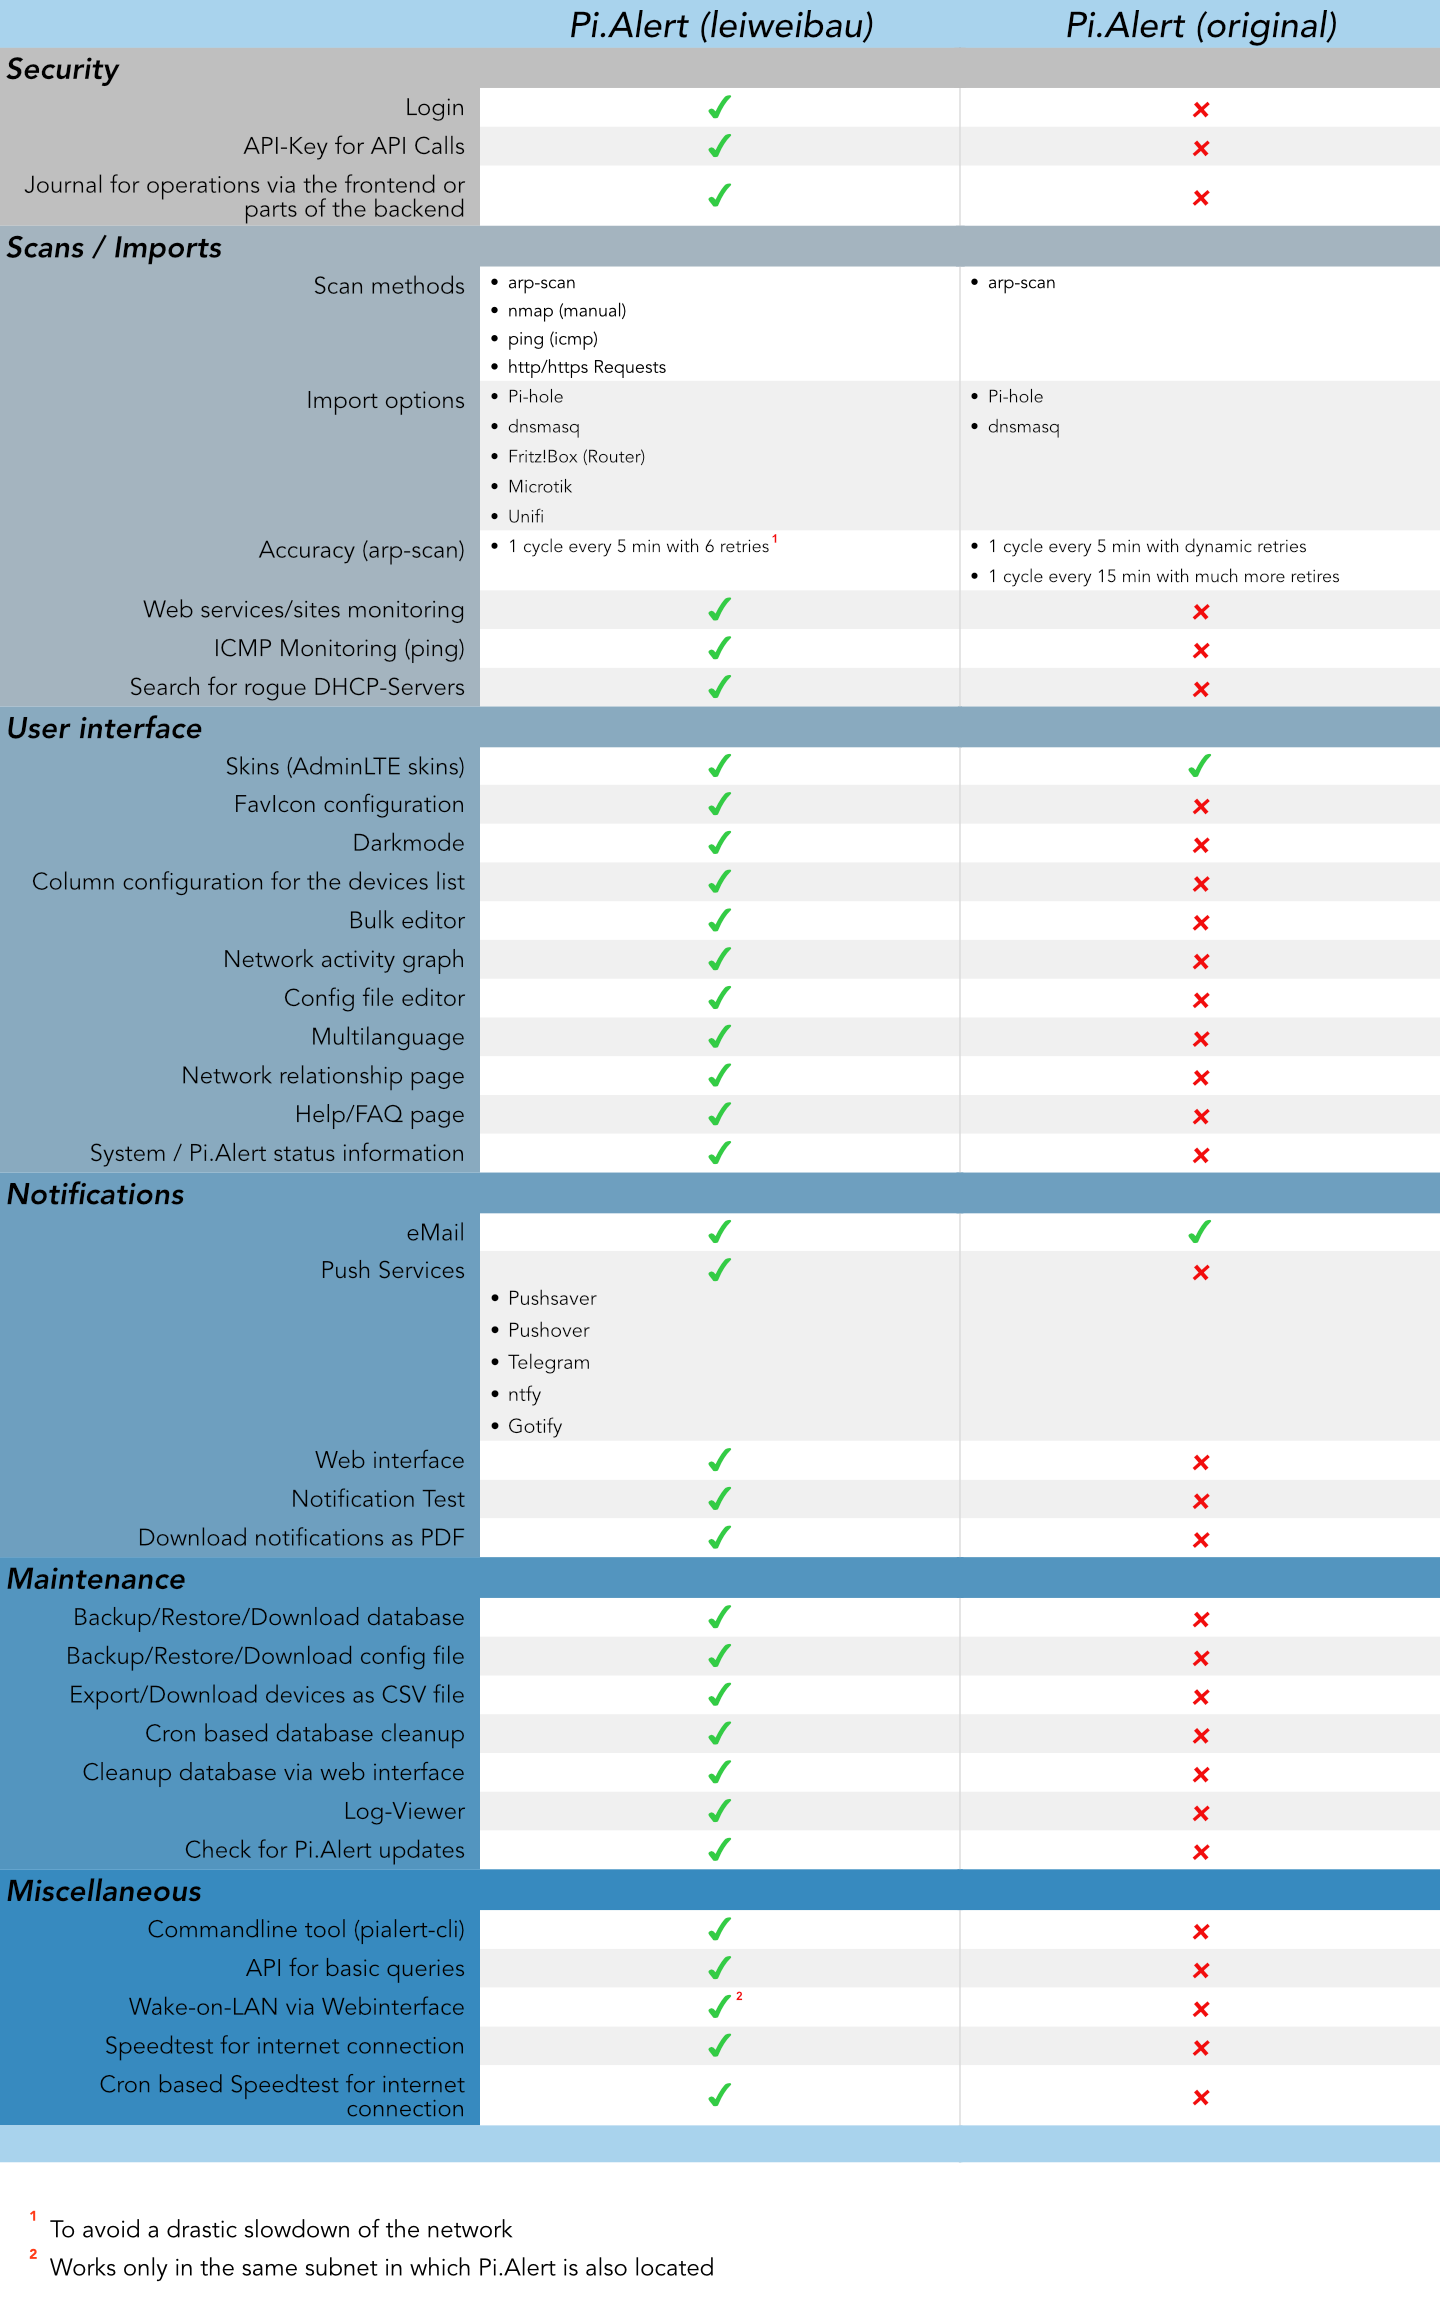 Pi.Alert (leiweibau) Pi.Alert (original)
Security
Login ✓ ×
API-Key for API Calls ✓ ×
Journal for operations via the frontend or
parts of the backend ✓ ×
Scans / Imports
Scan methods • arp-scan • arp-scan
• nmap (manual)
• ping (icmp)
• http/https Requests
Import options • Pi-hole • Pi-hole
• dnsmasq • dnsmasq
• Fritz!Box (Router)
• Microtik
• Unifi
Accuracy (arp-scan) • 1 cycle every 5 min with 6 retries 1 • 1 cycle every 5 min with dynamic retries
• 1 cycle every 15 min with much more retires
Web services/sites monitoring ✓ ×
ICMP Monitoring (ping) ✓ ×
Search for rogue DHCP-Servers ✓ ×
User interface
Skins (AdminLTE skins) ✓ ✓
FavIcon configuration ✓ ×
Darkmode ✓ ×
Column configuration for the devices list ✓ ×
Bulk editor ✓ ×
Network activity graph ✓ ×
Config file editor ✓ ×
Multilanguage ✓ ×
Network relationship page ✓ ×
Help/FAQ page ✓ ×
System / Pi.Alert status information ✓ ×
Notifications
eMail ✓ ✓
Push Services ✓ ×
• Pushsaver
• Pushover
• Telegram
• ntfy
• Gotify
Web interface ✓ ×
Notification Test ✓ ×
Download notifications as PDF ✓ ×
Maintenance
Backup/Restore/Download database ✓ ×
Backup/Restore/Download config file ✓ ×
Export/Download devices as CSV file ✓ ×
Cron based database cleanup ✓ ×
Cleanup database via web interface ✓ ×
Log-Viewer ✓ ×
Check for Pi.Alert updates ✓ ×
Miscellaneous
Commandline tool (pialert-cli) ✓ ×
API for basic queries ✓ ×
Wake-on-LAN via Webinterface ✓ 2 ×
Speedtest for internet connection ✓ ×
Cron based Speedtest for internet
connection ✓ ×
1 To avoid a drastic slowdown of the network
2 Works only in the same subnet in which Pi.Alert is also located